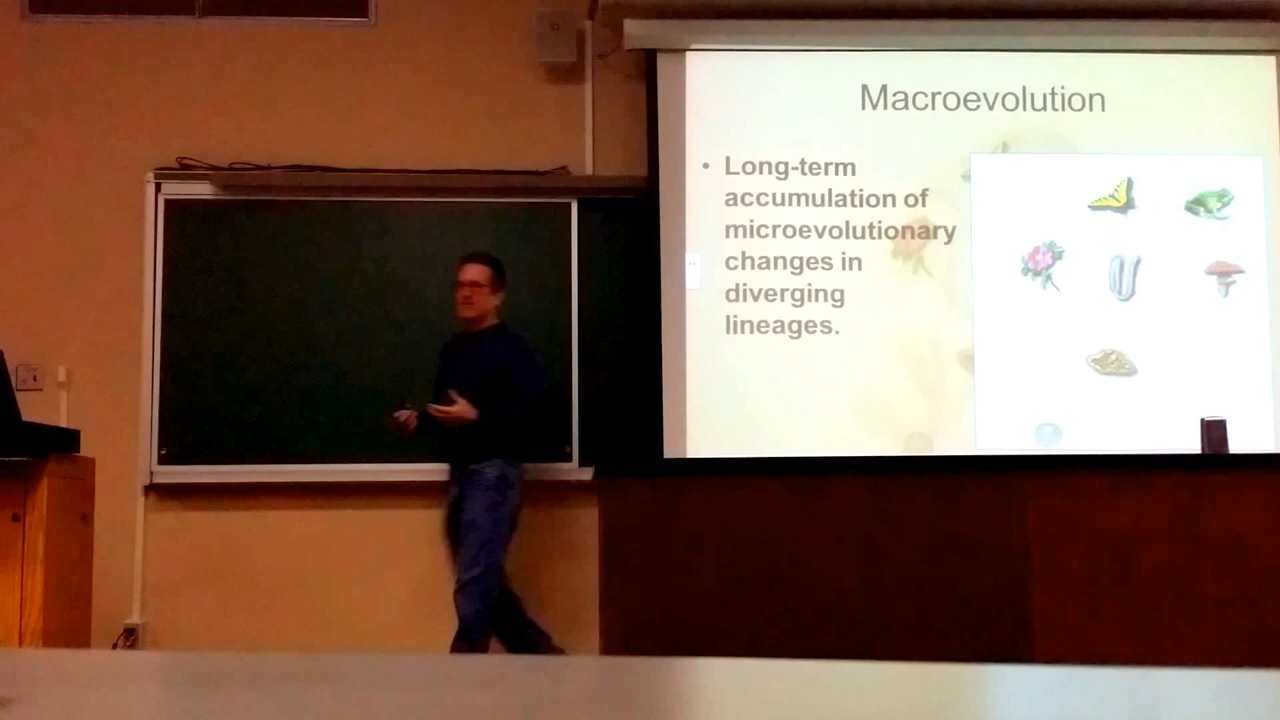 Macroevolution
• Long-term
accumulation of
microevolutionary
changes in
diverging
lineages.